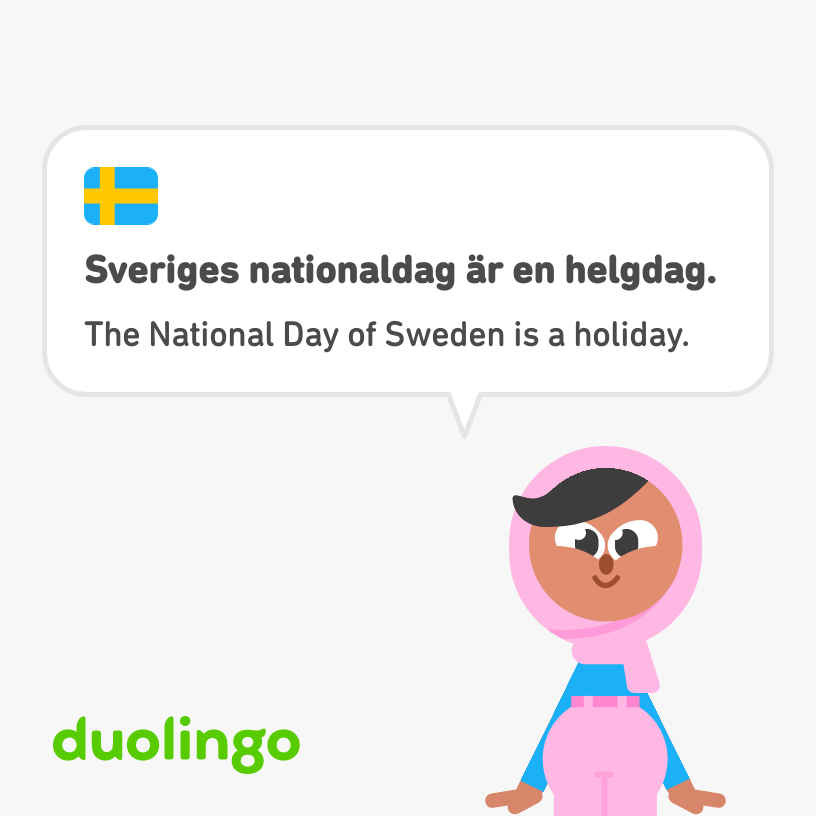 Sveriges nationaldag är en helgdag.
The National Day of Sweden is a holiday.
duolingo